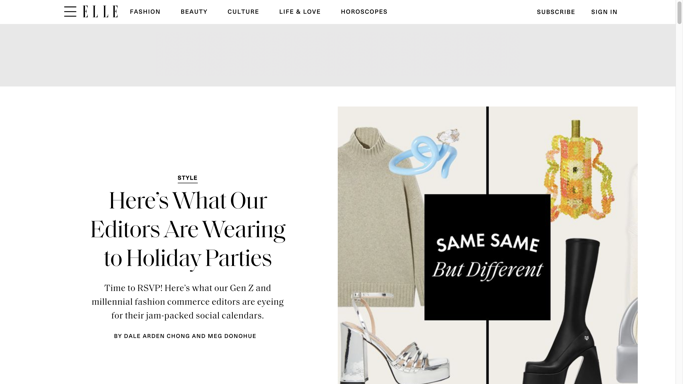 ELLE FASHION BEAUTY CULTURE LIFE & LOVE HOROSCOPES SUBSCRIBE SIGN IN
STYLE
Here’s What Our
Editors Are Wearing
to Holiday Parties
Time to RSVP! Here’s what our Gen Z and
millennial fashion commerce editors are eyeing
for their jam-packed social calendars.
BY DALE ARDEN CHONG AND MEG DONOHUE
SAME SAME
But Different